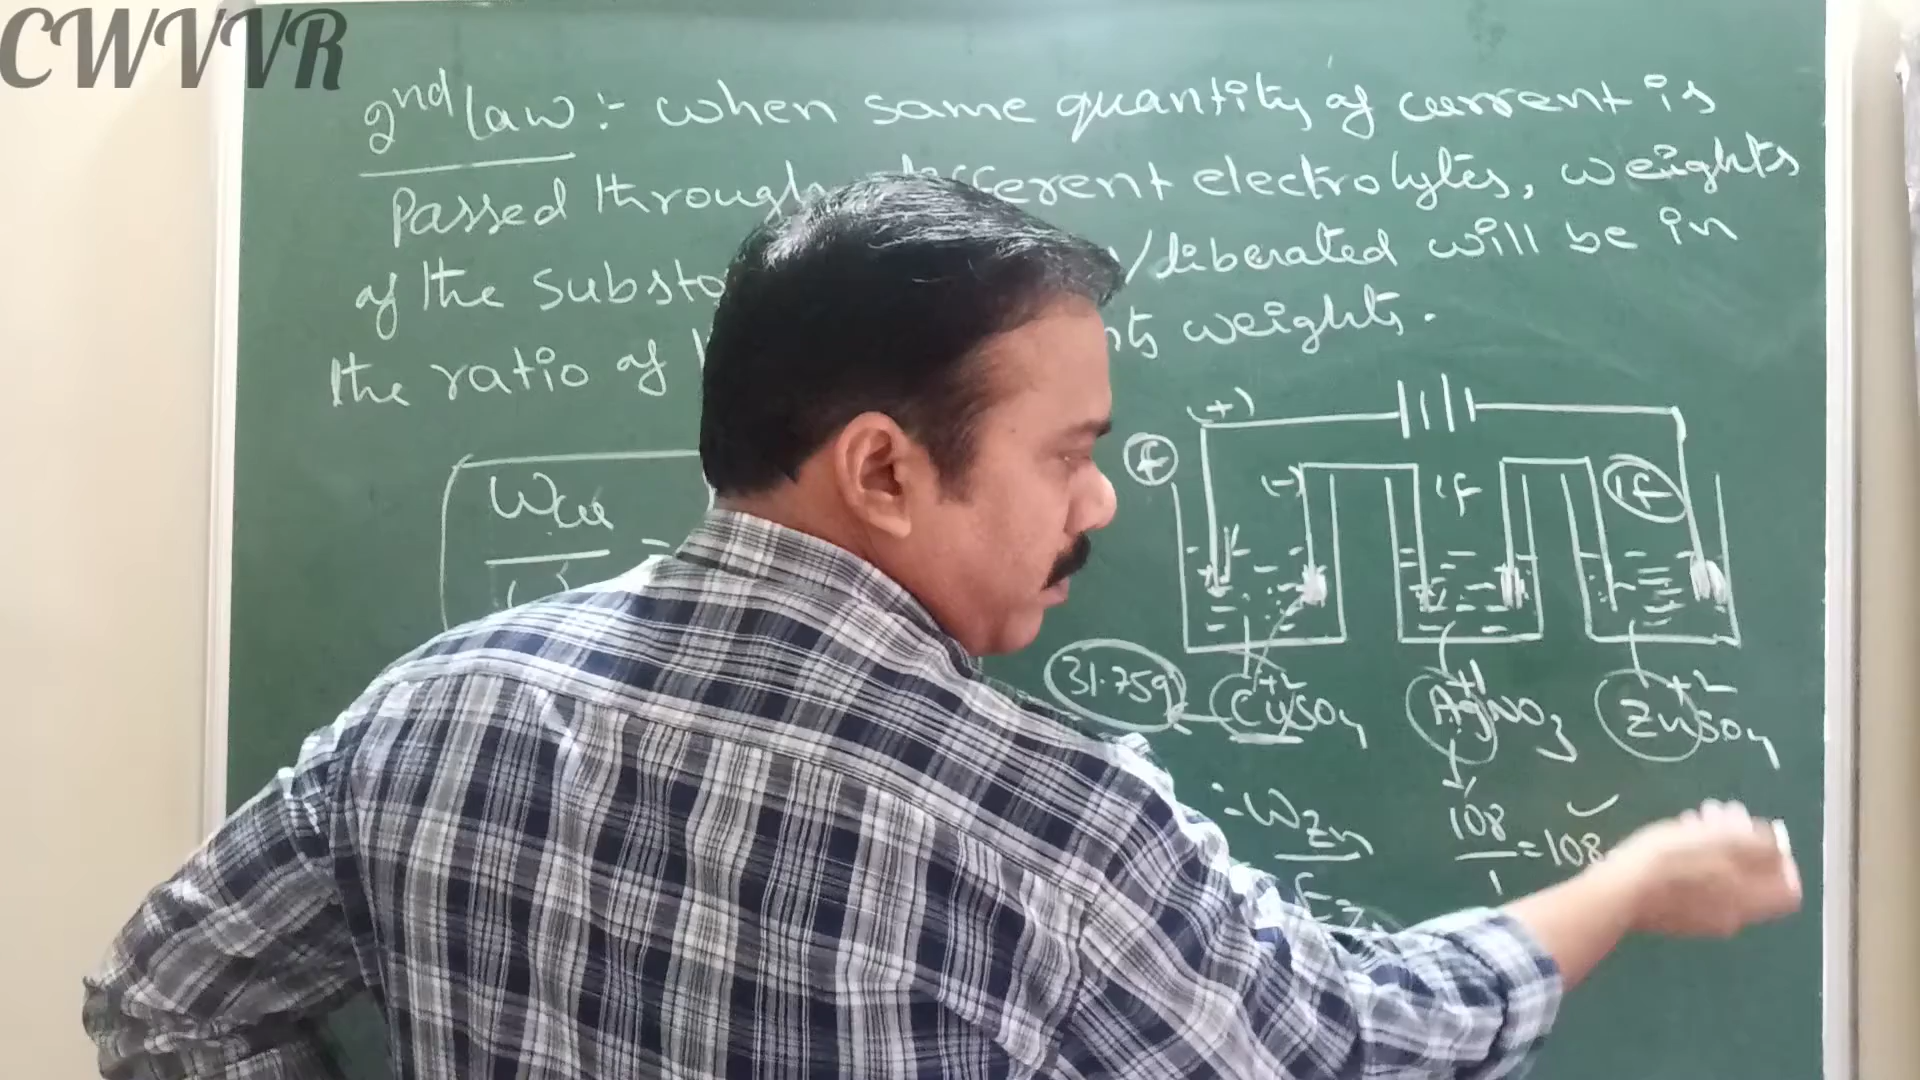 CWVVR
2nd law :- when same quantity of current is
Passed through different electrolytes, weights
of the /liberated will be in
the ratio of weights.
(+)
1F
(-)
1F
1F
WCu
=
31.75g
+2
CuSO4
+1
AgNO3
+2
ZnSO4
= WZn
108
= 108
1